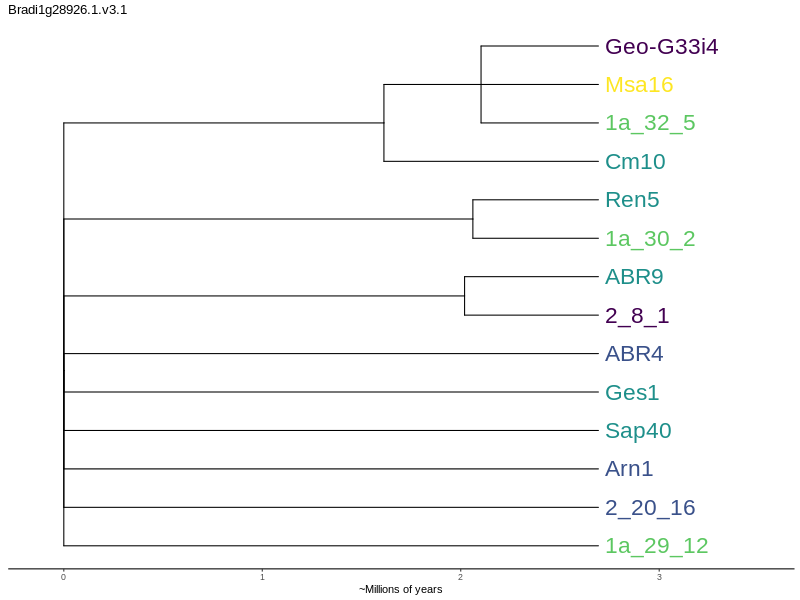 Bradi1g28926.1.v3.1
Geo-G33i4
Msa16
1a_32_5
Cm10
Ren5
1a_30_2
ABR9
2_8_1
ABR4
Ges1
Sap40
Arn1
2_20_16
1a_29_12
0 1 2 3
~Millions of years